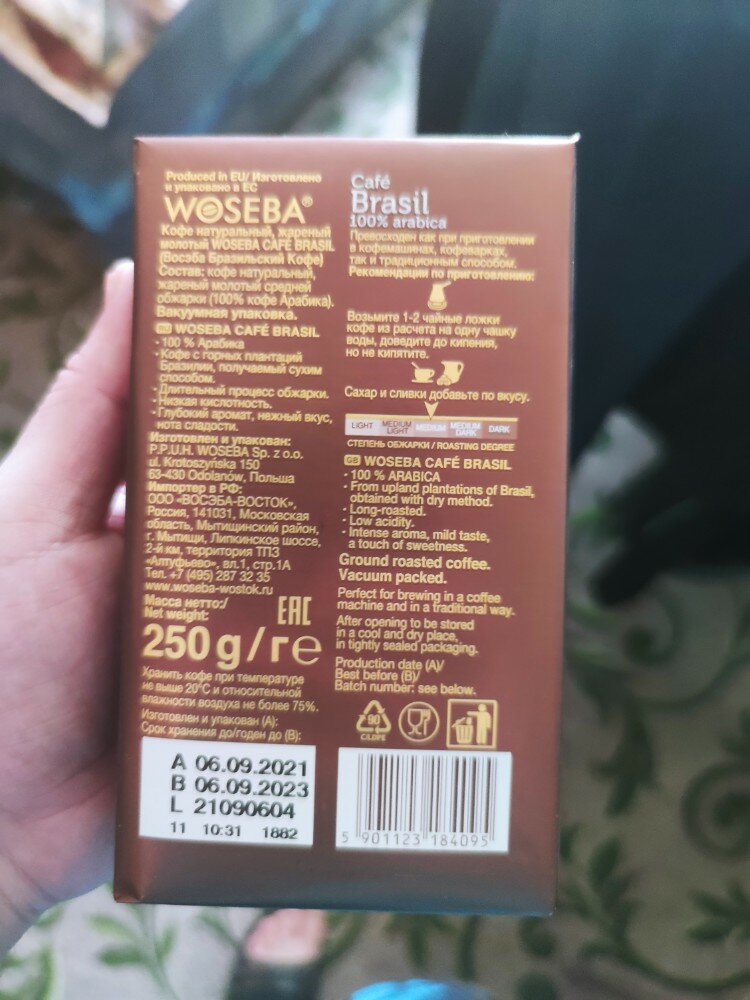 Produced in EU/ Изготовлено
и упаковано в ЕС
WOSEBA®
Кофе натуральный, жареный
молотый WOSEBA CAFÉ BRASIL
(Восэба Бразильский Кофе)
Состав: кофе натуральный,
жареный молотый средней
обжарки (100% кофе Арабика).
Вакуумная упаковка.
RU WOSEBA CAFÉ BRASIL
· 100 % Арабика
· Кофе с горных плантаций
Бразилии, получаемый сухим
способом.
· Длительный процесс обжарки.
· Низкая кислотность.
· Глубокий аромат, нежный вкус,
нота сладости.
Изготовлен и упакован:
P.P.U.H. WOSEBA Sp. z o.o.
ul. Krotoszyńska 150
63-430 Odolanów, Польша
Импортер в РФ:
ООО «ВОСЭБА-ВОСТОК»,
Россия, 141031, Московская
область, Мытищинский район,
г. Мытищи, Липкинское шоссе,
2-й км, территория ТПЗ
«Алтуфьево», вл.1, стр.1А
Тел. +7 (495) 287 32 35
www.woseba-wostok.ru
Масса нетто:/
Net weight:
EAC
250 g/гe
Хранить кофе при температуре
не выше 20°C и относительной
влажности воздуха не более 75%.
Изготовлен и упакован (A):
Срок хранения до/годен до (B):
A 06.09.2021
B 06.09.2023
L 21090604
11 10:31 1882
Café
Brasil
100% arabica
Превосходен как при приготовлении
в кофемашинах, кофеварках,
так и традиционным способом.
Рекомендации по приготовлению:
Возьмите 1-2 чайные ложки
кофе из расчета на одну чашку
воды, доведите до кипения,
но не кипятите.
Сахар и сливки добавьте по вкусу.
LIGHT MEDIUM LIGHT MEDIUM MEDIUM DARK DARK
СТЕПЕНЬ ОБЖАРКИ / ROASTING DEGREE
GB WOSEBA CAFÉ BRASIL
· 100 % ARABICA
· From upland plantations of Brasil,
obtained with dry method.
· Long-roasted.
· Low acidity.
· Intense aroma, mild taste,
a touch of sweetness.
Ground roasted coffee.
Vacuum packed.
Perfect for brewing in a coffee
machine and in a traditional way.
After opening to be stored
in a cool and dry place,
in tightly sealed packaging.
Production date (A)/
Best before (B)/
Batch number: see below.
90
C/LDPE
5 901123 184095